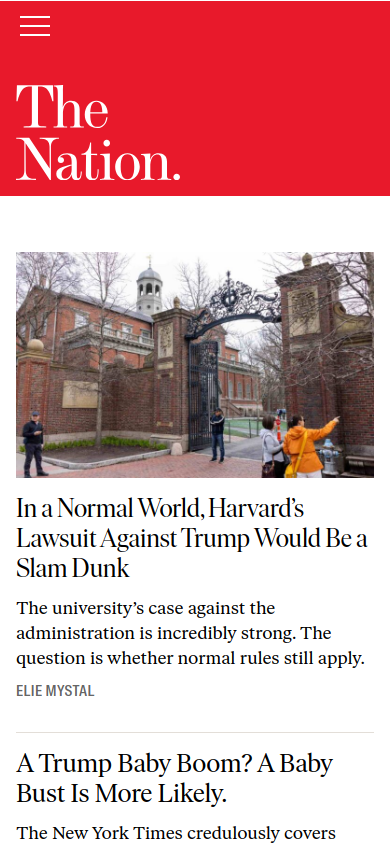 The
Nation.
In a Normal World, Harvard’s
Lawsuit Against Trump Would Be a
Slam Dunk
The university’s case against the
administration is incredibly strong. The
question is whether normal rules still apply.
ELIE MYSTAL
A Trump Baby Boom? A Baby
Bust Is More Likely.
The New York Times credulously covers